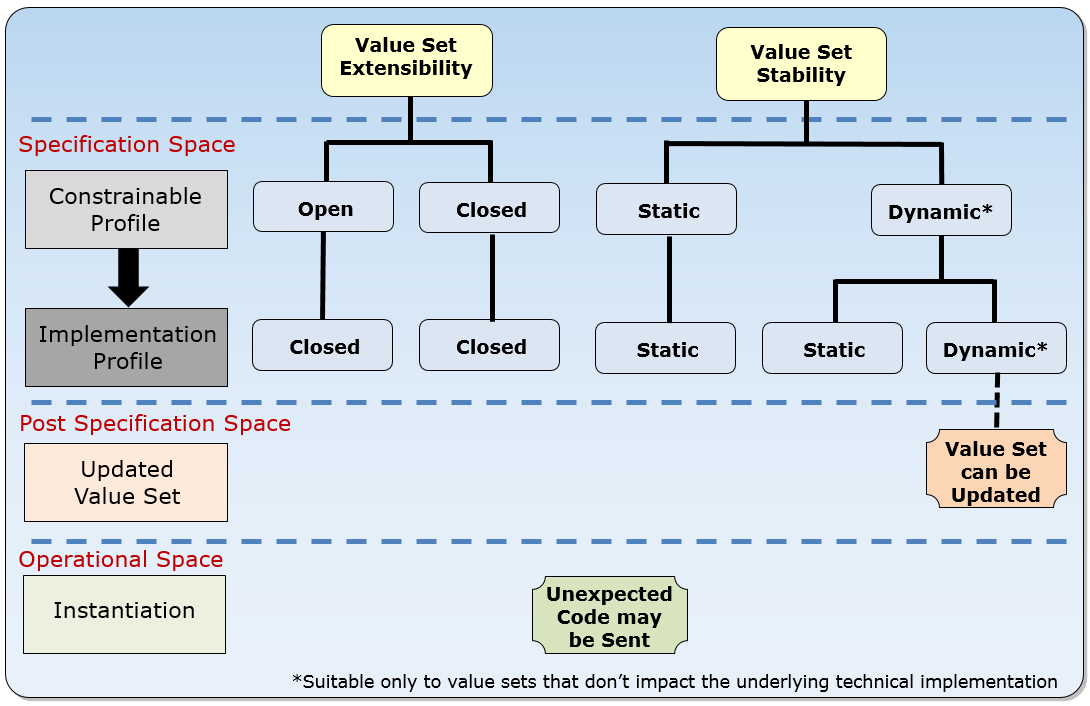 Value Set
Extensibility
Value Set
Stability
Specification Space
Constrainable
Profile
Open
Closed
Static
Dynamic*
Implementation
Profile
Closed
Closed
Static
Static
Dynamic*
Post Specification Space
Updated
Value Set
Value Set
can be
Updated
Operational Space
Instantiation
Unexpected
Code may
be Sent
*Suitable only to value sets that don’t impact the underlying technical implementation